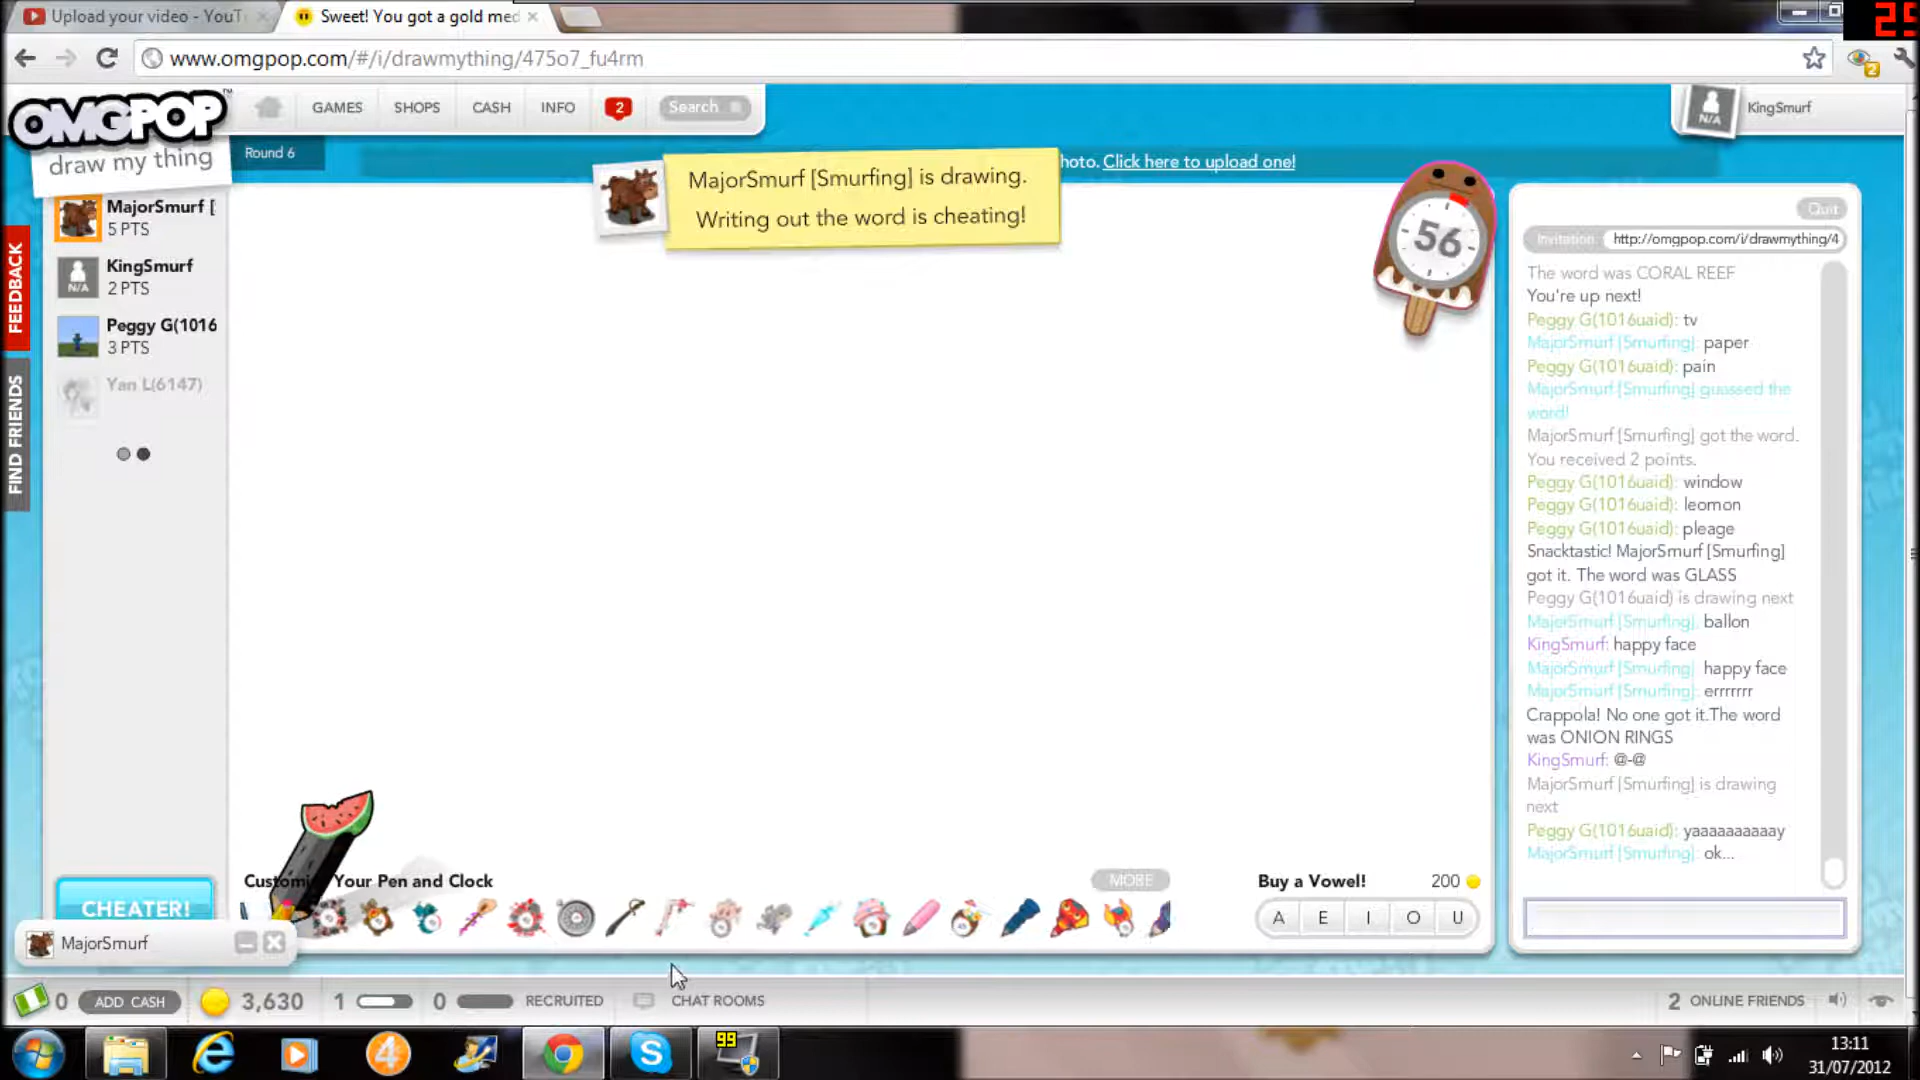 Upload your video - YouT
Sweet! You got a gold med
www.omgpop.com/#/i/drawmything/475o7_fu4rm
2
OMGPOP™
draw my thing
GAMES
SHOPS
CASH
INFO
2
Search
KingSmurf
N/A
Round 6
hoto. Click here to upload one!
MajorSmurf [Smurfing] is drawing.
Writing out the word is cheating!
56
FEEDBACK
FIND FRIENDS
MajorSmurf [
5 PTS
KingSmurf
2 PTS
N/A
Peggy G(1016
3 PTS
Yan L(6147)
Quit
Invitation: http://omgpop.com/i/drawmything/4
The word was CORAL REEF
You're up next!
Peggy G(1016uaid): tv
MajorSmurf [Smurfing]: paper
Peggy G(1016uaid): pain
MajorSmurf [Smurfing] guessed the
word!
MajorSmurf [Smurfing] got the word.
You received 2 points.
Peggy G(1016uaid): window
Peggy G(1016uaid): leomon
Peggy G(1016uaid): pleage
Snacktastic! MajorSmurf [Smurfing]
got it. The word was GLASS
Peggy G(1016uaid) is drawing next
MajorSmurf [Smurfing]: ballon
KingSmurf: happy face
MajorSmurf [Smurfing]: happy face
MajorSmurf [Smurfing]: errrrrrr
Crappola! No one got it.The word
was ONION RINGS
KingSmurf: @-@
MajorSmurf [Smurfing] is drawing
next
Peggy G(1016uaid): yaaaaaaaaaay
MajorSmurf [Smurfing]: ok...
Your Pen and Clock
MORE
Buy a Vowel!
200
A E I O U
CHEATER!
MajorSmurf
0
ADD CASH
3,630
1
0
RECRUITED
CHAT ROOMS
2 ONLINE FRIENDS
99
13:11
31/07/2012